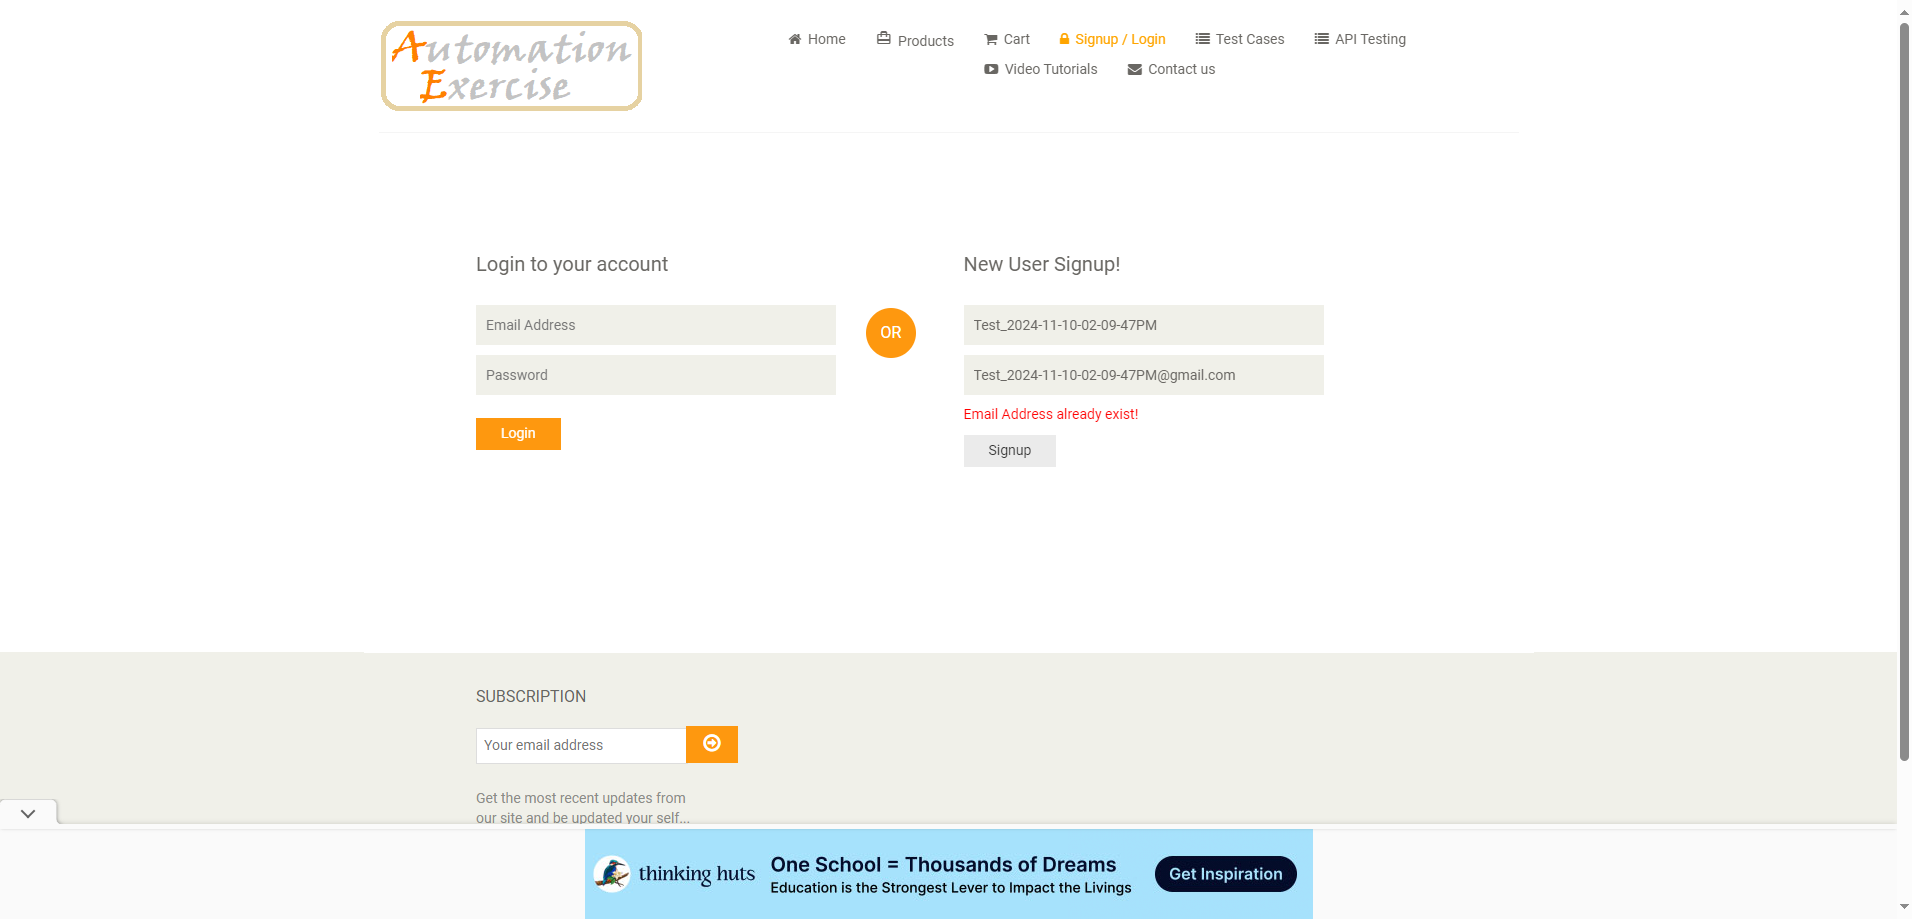 Automation
Exercise
Home
Products
Cart
Signup / Login
Test Cases
API Testing
Video Tutorials
Contact us
Login to your account
Email Address
Password
Login
OR
New User Signup!
Test_2024-11-10-02-09-47PM
Test_2024-11-10-02-09-47PM@gmail.com
Email Address already exist!
Signup
SUBSCRIPTION
Your email address
Get the most recent updates from
our site and be updated your self...
thinking huts
One School = Thousands of Dreams
Education is the Strongest Lever to Impact the Livings
Get Inspiration